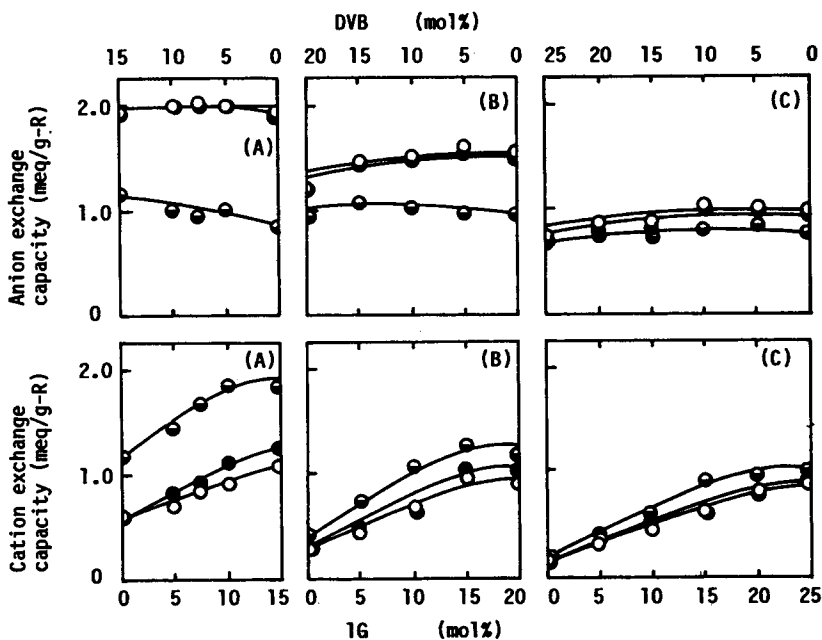 DVB (mol%)
15 10 5 0 20 15 10 5 0 25 20 15 10 5 0
Anion exchange
capacity (meq/g-R)
2.0
1.0
0
(A)
(B)
(C)
Cation exchange
capacity (meq/g-R)
2.0
1.0
0
(A)
(B)
(C)
0 5 10 15 0 5 10 15 20 0 5 10 15 20 25
1G (mol%)